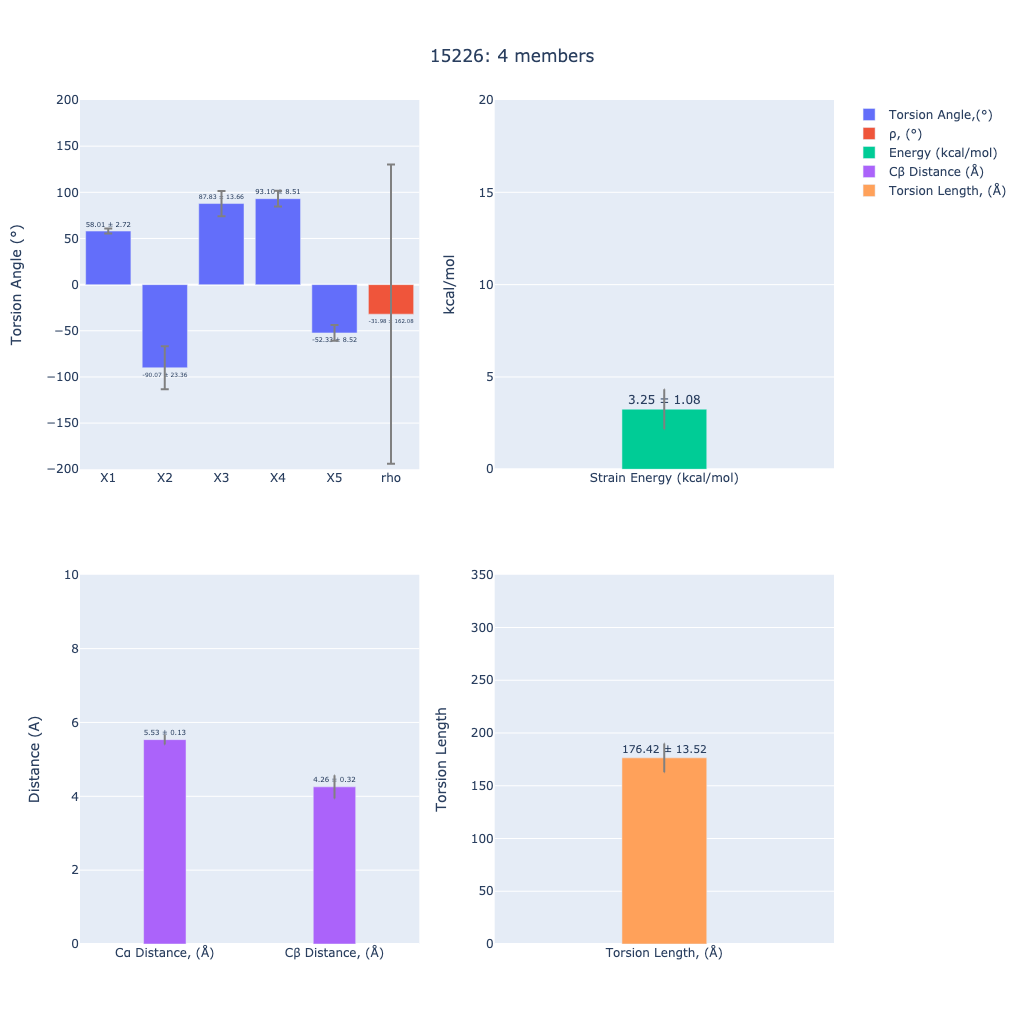 15226: 4 members
Torsion Angle (°)
200
150
100
50
0
−50
−100
−150
−200
58.01 ± 2.72
-90.07 ± 23.36
87.83 ± 13.66
93.10 ± 8.51
-52.33 ± 8.52
-31.98 ± 162.08
X1
X2
X3
X4
X5
rho
kcal/mol
20
15
10
5
0
3.25 ± 1.08
Strain Energy (kcal/mol)
Torsion Angle,(°)
ρ, (°)
Energy (kcal/mol)
Cβ Distance (Å)
Torsion Length, (Å)
Distance (A)
10
8
6
4
2
0
5.53 ± 0.13
4.26 ± 0.32
Cα Distance, (Å)
Cβ Distance, (Å)
Torsion Length
350
300
250
200
150
100
50
0
176.42 ± 13.52
Torsion Length, (Å)